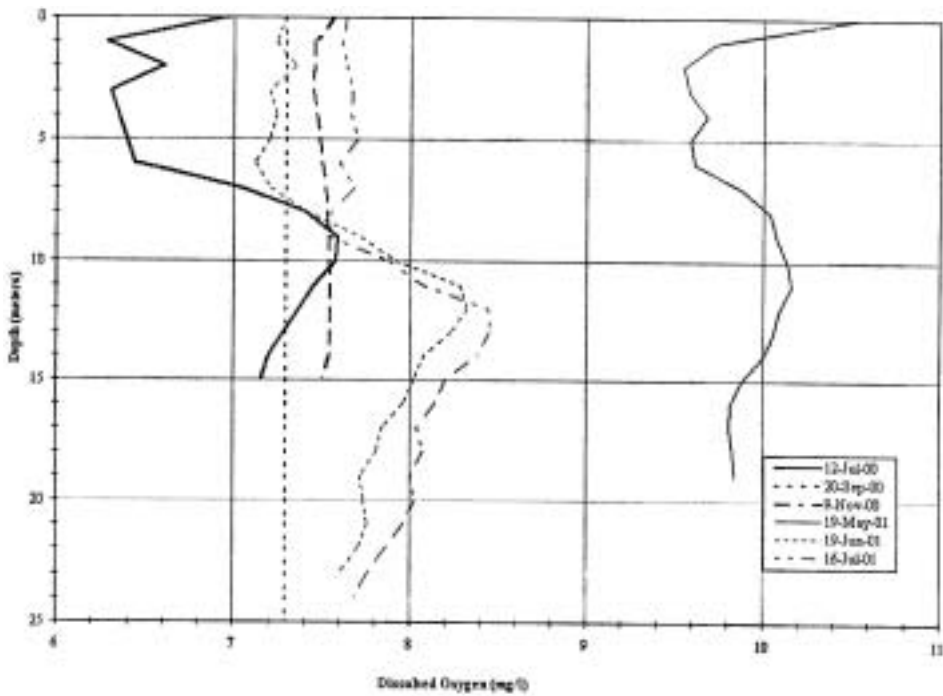 0
5
10
15
20
25
Depth (meters)
6 7 8 9 10 11
Dissolved Oxygen (mg/l)
12-Jul-00
20-Sep-00
9-Nov-00
19-May-01
19-Jun-01
16-Jul-01